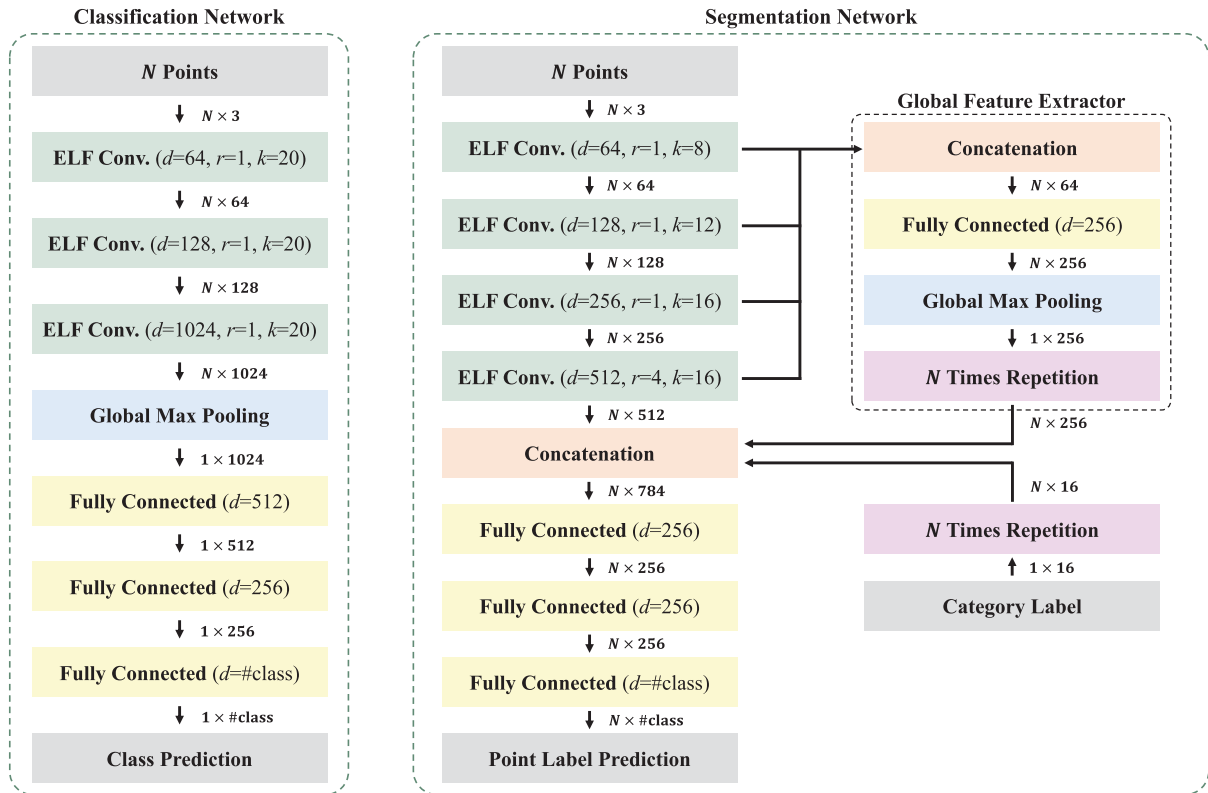 Classification Network
N Points
N × 3
ELF Conv. (d=64, r=1, k=20)
N × 64
ELF Conv. (d=128, r=1, k=20)
N × 128
ELF Conv. (d=1024, r=1, k=20)
N × 1024
Global Max Pooling
1 × 1024
Fully Connected (d=512)
1 × 512
Fully Connected (d=256)
1 × 256
Fully Connected (d=#class)
1 × #class
Class Prediction
Segmentation Network
N Points
N × 3
ELF Conv. (d=64, r=1, k=8)
N × 64
ELF Conv. (d=128, r=1, k=12)
N × 128
ELF Conv. (d=256, r=1, k=16)
N × 256
ELF Conv. (d=512, r=4, k=16)
N × 512
Concatenation
N × 784
Fully Connected (d=256)
N × 256
Fully Connected (d=256)
N × 256
Fully Connected (d=#class)
N × #class
Point Label Prediction
Global Feature Extractor
Concatenation
N × 64
Fully Connected (d=256)
N × 256
Global Max Pooling
1 × 256
N Times Repetition
N × 256
N × 16
N Times Repetition
1 × 16
Category Label